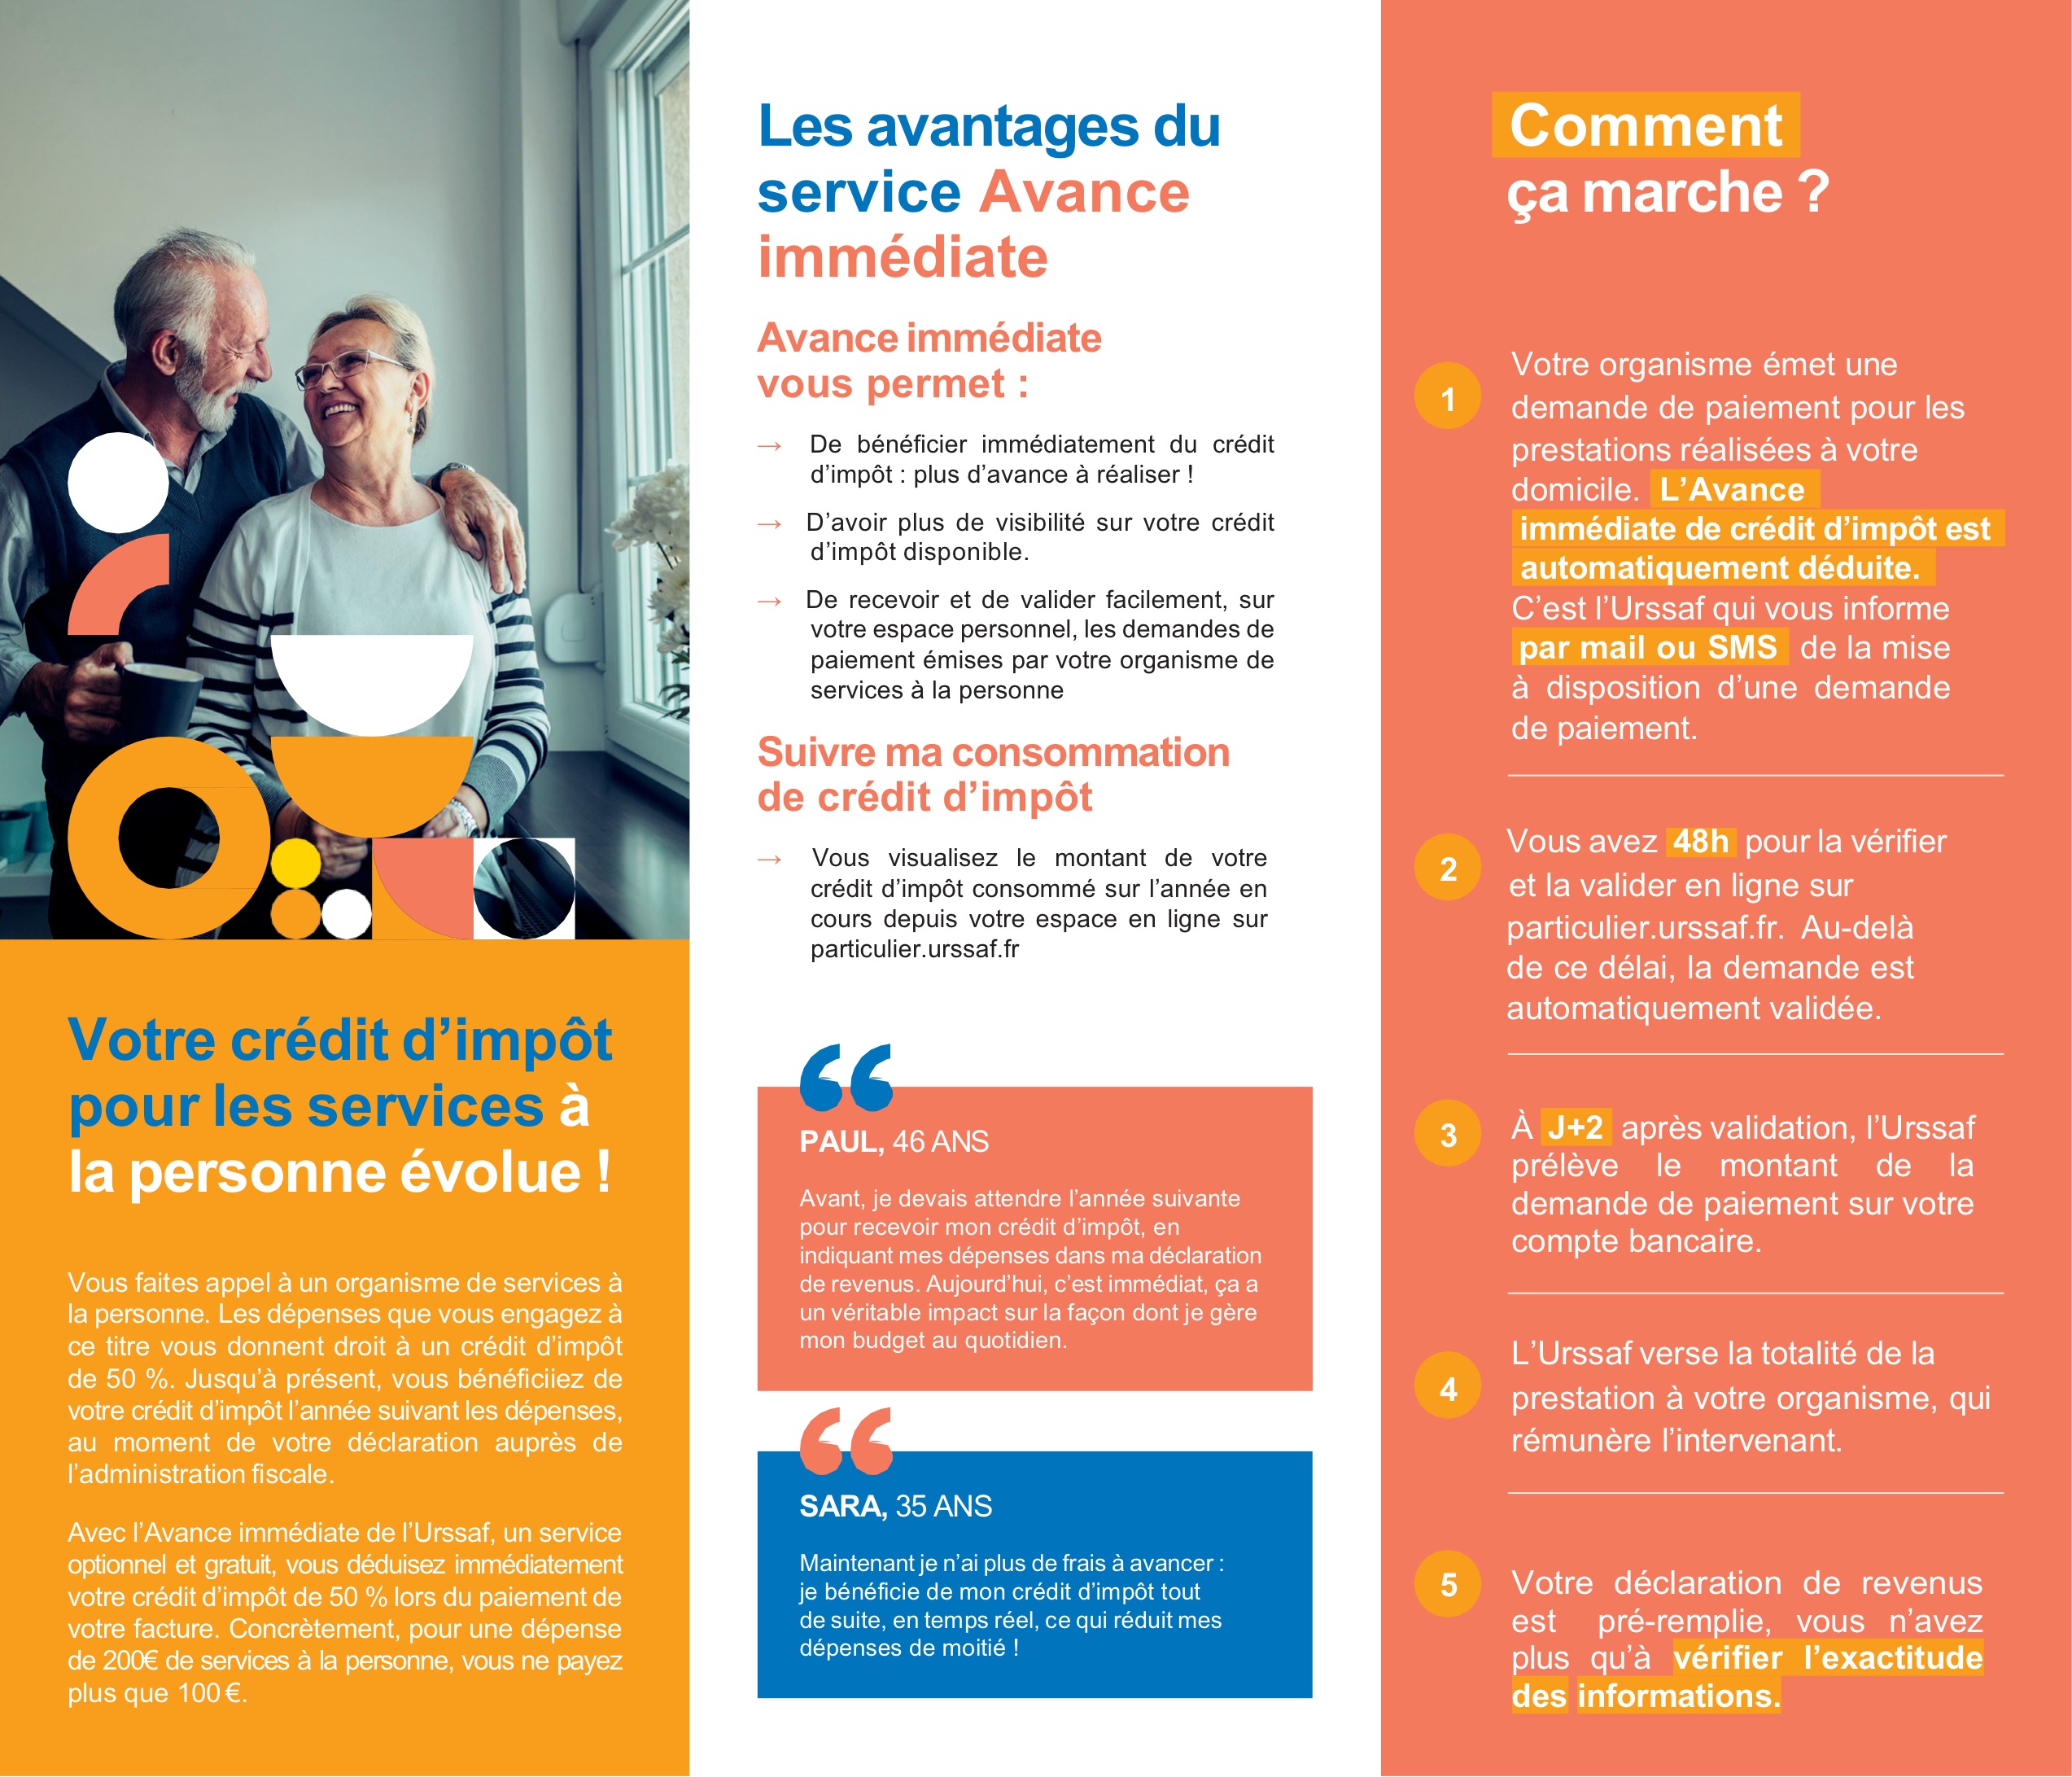 Votre crédit d’impôt
pour les services à
la personne évolue !
Vous faites appel à un organisme de services à
la personne. Les dépenses que vous engagez à
ce titre vous donnent droit à un crédit d’impôt
de 50 %. Jusqu’à présent, vous bénéficiiez de
votre crédit d’impôt l’année suivant les dépenses,
au moment de votre déclaration auprès de
l’administration fiscale.
Avec l’Avance immédiate de l’Urssaf, un service
optionnel et gratuit, vous déduisez immédiatement
votre crédit d’impôt de 50 % lors du paiement de
votre facture. Concrètement, pour une dépense
de 200€ de services à la personne, vous ne payez
plus que 100 €.
Les avantages du
service Avance
immédiate
Avance immédiate
vous permet :
→ De bénéficier immédiatement du crédit
d’impôt : plus d’avance à réaliser !
→ D’avoir plus de visibilité sur votre crédit
d’impôt disponible.
→ De recevoir et de valider facilement, sur
votre espace personnel, les demandes de
paiement émises par votre organisme de
services à la personne
Suivre ma consommation
de crédit d’impôt
→ Vous visualisez le montant de votre
crédit d’impôt consommé sur l’année en
cours depuis votre espace en ligne sur
particulier.urssaf.fr
“
PAUL, 46 ANS
Avant, je devais attendre l’année suivante
pour recevoir mon crédit d’impôt, en
indiquant mes dépenses dans ma déclaration
de revenus. Aujourd’hui, c’est immédiat, ça a
un véritable impact sur la façon dont je gère
mon budget au quotidien.
“
SARA, 35 ANS
Maintenant je n’ai plus de frais à avancer :
je bénéficie de mon crédit d’impôt tout
de suite, en temps réel, ce qui réduit mes
dépenses de moitié !
Comment
ça marche ?
1
Votre organisme émet une
demande de paiement pour les
prestations réalisées à votre
domicile. L’Avance
immédiate de crédit d’impôt est
automatiquement déduite.
C’est l’Urssaf qui vous informe
par mail ou SMS de la mise
à disposition d’une demande
de paiement.
2
Vous avez 48h pour la vérifier
et la valider en ligne sur
particulier.urssaf.fr. Au-delà
de ce délai, la demande est
automatiquement validée.
3
À J+2 après validation, l’Urssaf
prélève le montant de la
demande de paiement sur votre
compte bancaire.
4
L’Urssaf verse la totalité de la
prestation à votre organisme, qui
rémunère l’intervenant.
5
Votre déclaration de revenus
est pré-remplie, vous n’avez
plus qu’à vérifier l’exactitude
des informations.